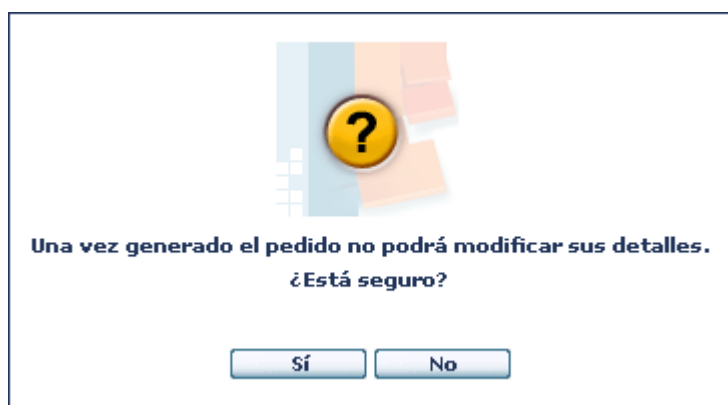 ?
Una vez generado el pedido no podrá modificar sus detalles.
¿Está seguro?
Sí
No